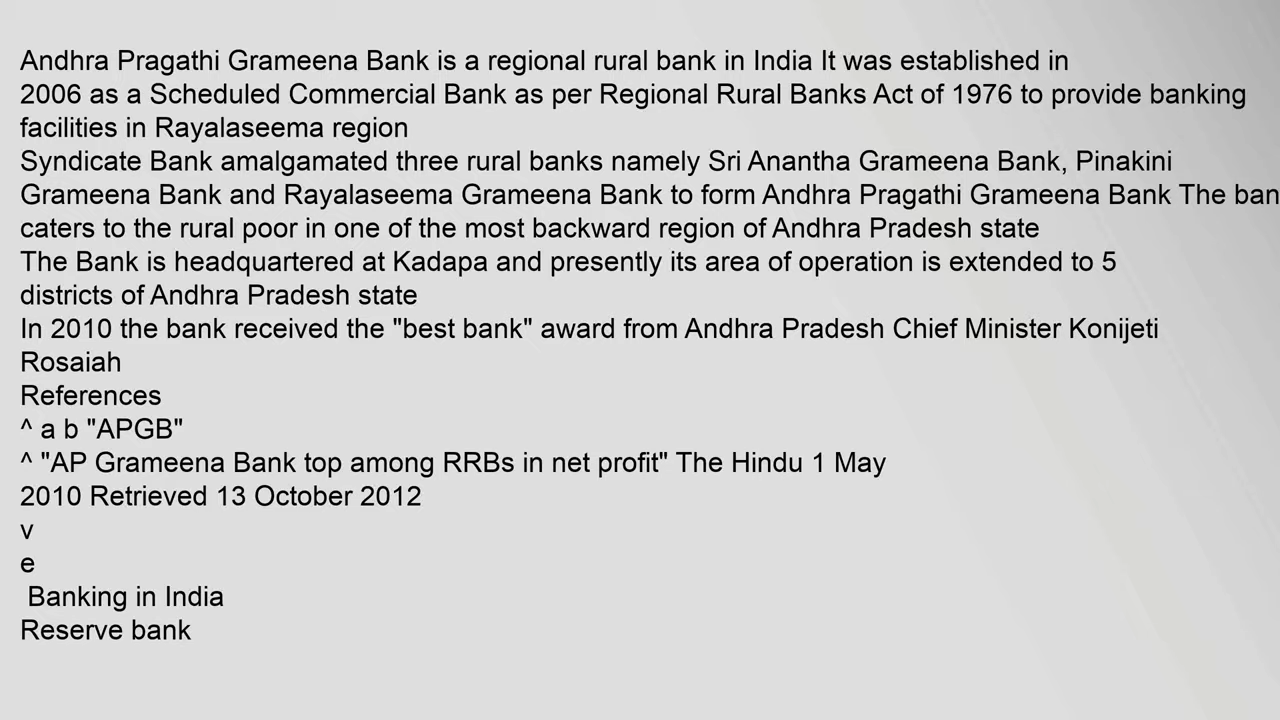 Andhra Pragathi Grameena Bank is a regional rural bank in India It was established in
2006 as a Scheduled Commercial Bank as per Regional Rural Banks Act of 1976 to provide banking
facilities in Rayalaseema region
Syndicate Bank amalgamated three rural banks namely Sri Anantha Grameena Bank, Pinakini
Grameena Bank and Rayalaseema Grameena Bank to form Andhra Pragathi Grameena Bank The ban
caters to the rural poor in one of the most backward region of Andhra Pradesh state
The Bank is headquartered at Kadapa and presently its area of operation is extended to 5
districts of Andhra Pradesh state
In 2010 the bank received the "best bank" award from Andhra Pradesh Chief Minister Konijeti
Rosaiah
References
^ a b "APGB"
^ "AP Grameena Bank top among RRBs in net profit" The Hindu 1 May
2010 Retrieved 13 October 2012
v
e
Banking in India
Reserve bank